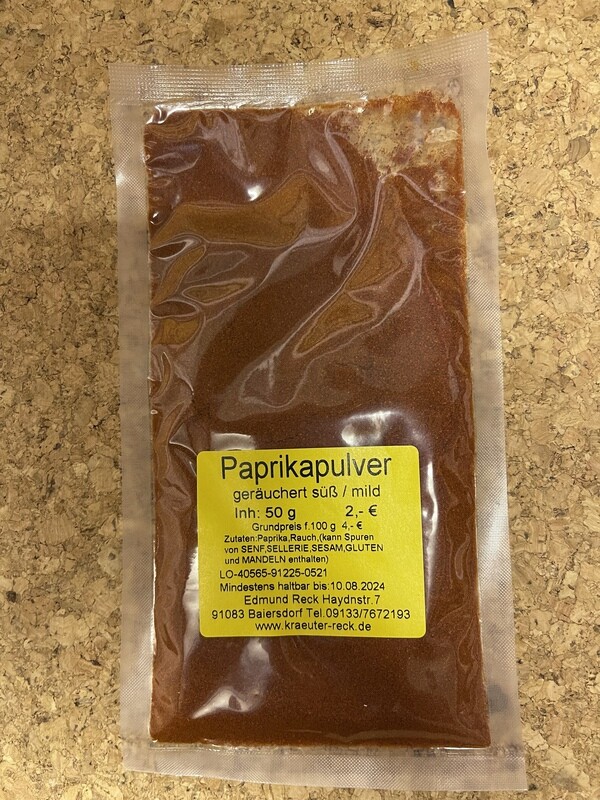 Paprikapulver
geräuchert süß / mild
Inh: 50 g 2,- €
Grundpreis f.100 g 4,- €
Zutaten:Paprika,Rauch,(kann Spuren
von SENF,SELLERIE,SESAM,GLUTEN
und MANDELN enthalten)
LO-40565-91225-0521
Mindestens haltbar bis:10.08.2024
Edmund Reck Haydnstr.7
91083 Baiersdorf Tel.09133/7672193
www.kraeuter-reck.de